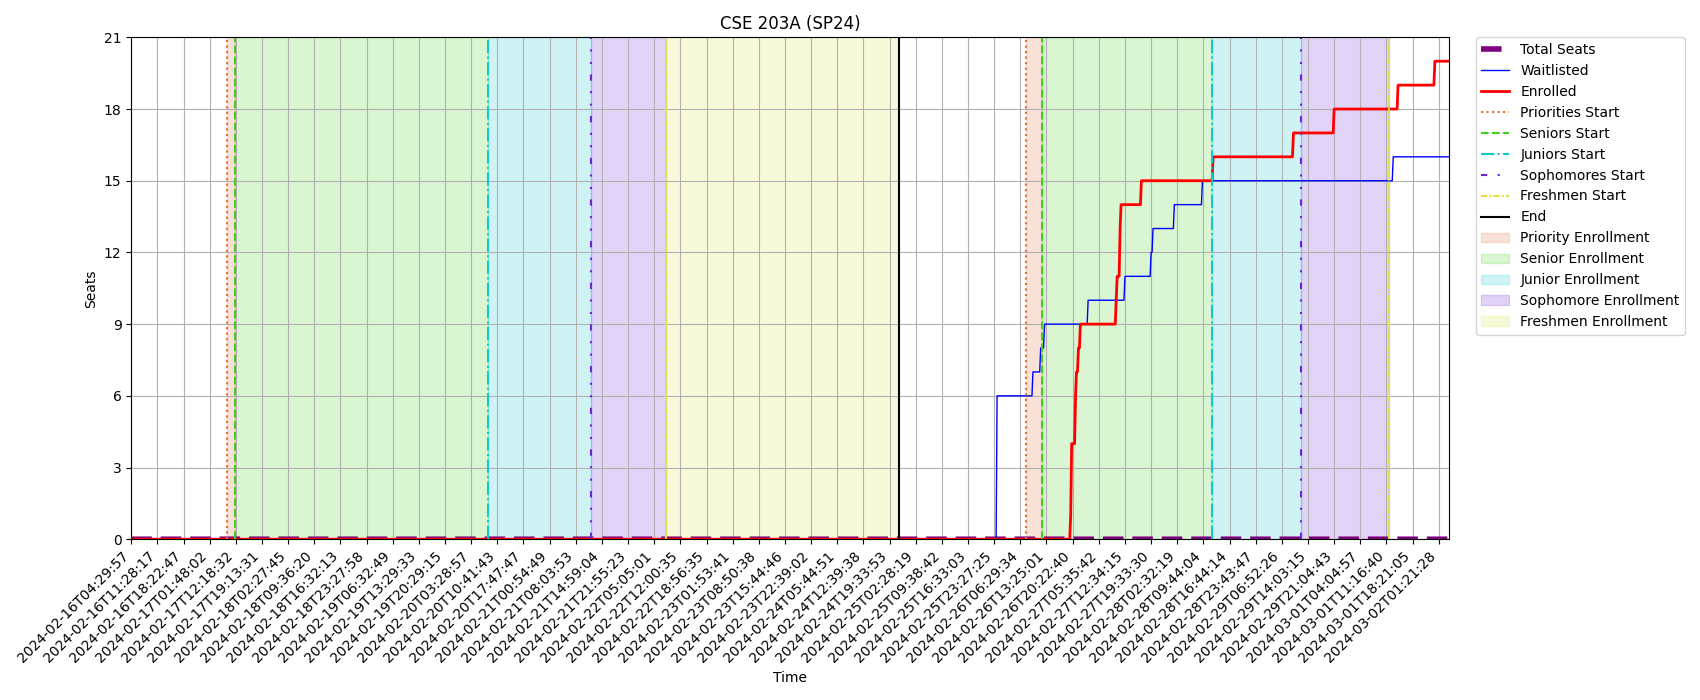 CSE 203A (SP24)
21
18
15
12
9
6
3
0
Seats
2024-02-16T04:29:57
2024-02-16T11:28:17
2024-02-16T18:22:47
2024-02-17T01:48:02
2024-02-17T12:18:32
2024-02-17T19:13:31
2024-02-18T02:27:45
2024-02-18T09:36:20
2024-02-18T16:32:13
2024-02-18T23:27:58
2024-02-19T06:32:49
2024-02-19T13:29:33
2024-02-19T20:29:15
2024-02-20T03:28:57
2024-02-20T10:41:43
2024-02-20T17:47:47
2024-02-21T00:54:49
2024-02-21T08:03:53
2024-02-21T14:59:04
2024-02-21T21:55:23
2024-02-22T05:05:01
2024-02-22T12:00:35
2024-02-22T18:56:35
2024-02-23T01:53:41
2024-02-23T08:50:38
2024-02-23T15:44:46
2024-02-23T22:39:02
2024-02-24T05:44:51
2024-02-24T12:39:38
2024-02-24T19:33:53
2024-02-25T02:28:19
2024-02-25T09:38:42
2024-02-25T16:33:03
2024-02-25T23:27:25
2024-02-26T06:29:34
2024-02-26T13:25:01
2024-02-26T20:22:40
2024-02-27T05:35:42
2024-02-27T12:34:15
2024-02-27T19:33:30
2024-02-28T02:32:19
2024-02-28T09:44:04
2024-02-28T16:44:14
2024-02-28T23:43:47
2024-02-29T06:52:26
2024-02-29T14:03:15
2024-02-29T21:04:43
2024-03-01T04:04:57
2024-03-01T11:16:40
2024-03-01T18:21:05
2024-03-02T01:21:28
Time
Total Seats
Waitlisted
Enrolled
Priorities Start
Seniors Start
Juniors Start
Sophomores Start
Freshmen Start
End
Priority Enrollment
Senior Enrollment
Junior Enrollment
Sophomore Enrollment
Freshmen Enrollment